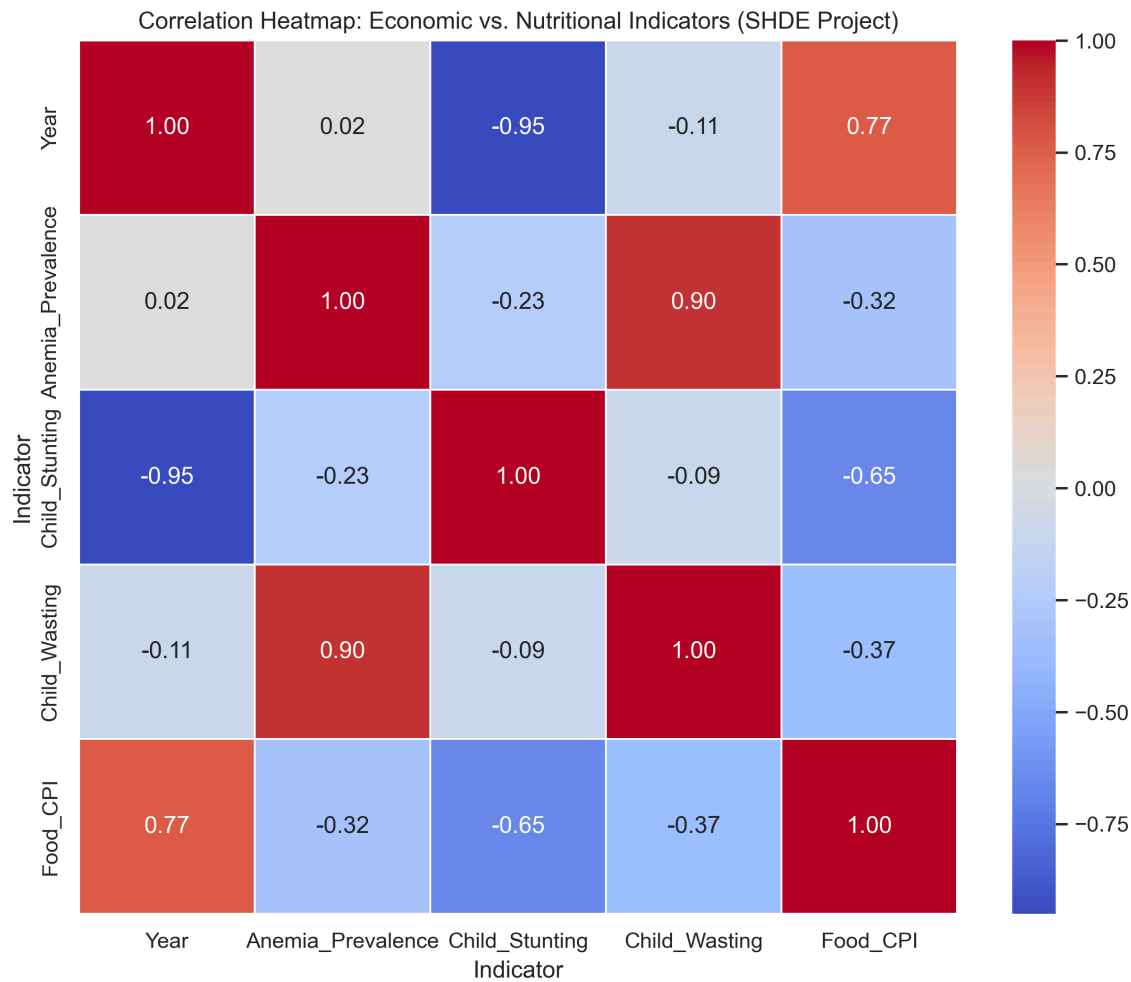 Correlation Heatmap: Economic vs. Nutritional Indicators (SHDE Project)
Indicator
Year
1.00 0.02 -0.95 -0.11 0.77
Anemia_Prevalence
0.02 1.00 -0.23 0.90 -0.32
Child_Stunting
-0.95 -0.23 1.00 -0.09 -0.65
Child_Wasting
-0.11 0.90 -0.09 1.00 -0.37
Food_CPI
0.77 -0.32 -0.65 -0.37 1.00
Year Anemia_Prevalence Child_Stunting Child_Wasting Food_CPI
Indicator
1.00
0.75
0.50
0.25
0.00
−0.25
−0.50
−0.75